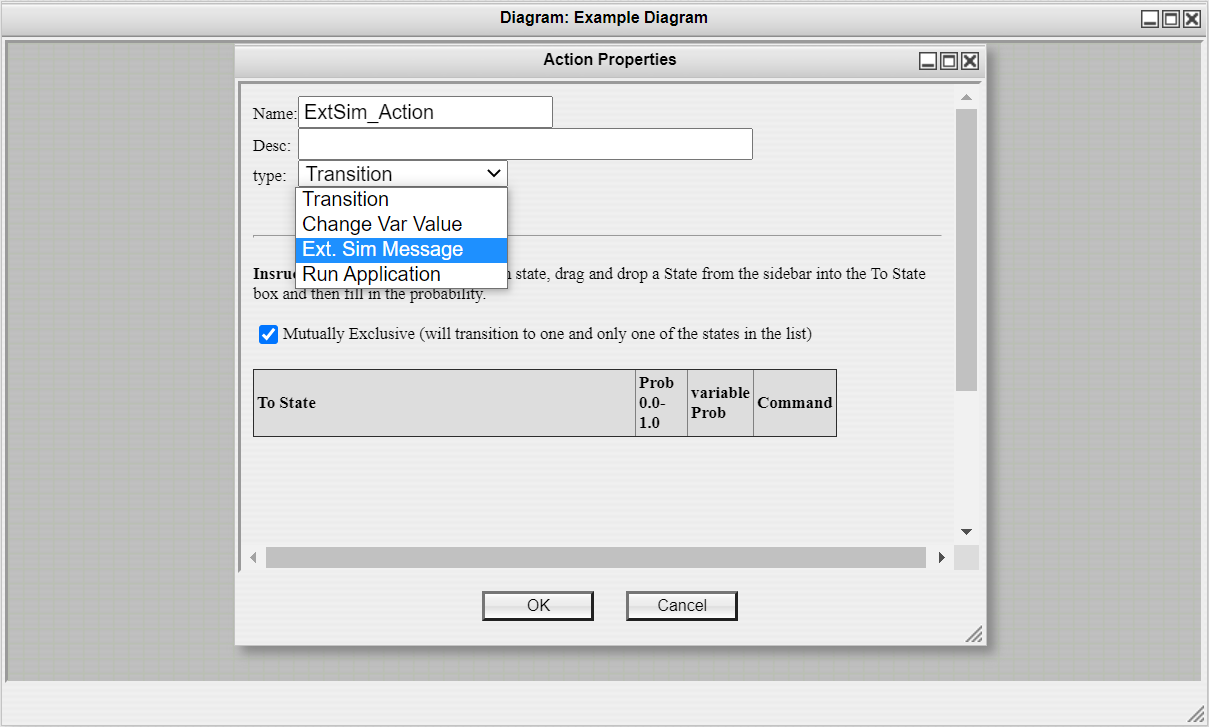 Diagram: Example Diagram
Action Properties
Name: ExtSim_Action
Desc:
type: Transition
Transition
Change Var Value
Ext. Sim Message
Run Application
Insru
state, drag and drop a State from the sidebar into the To State
box and then fill in the probability.
Mutually Exclusive (will transition to one and only one of the states in the list)
To State
Prob
0.0-
1.0
variable
Prob
Command
OK
Cancel